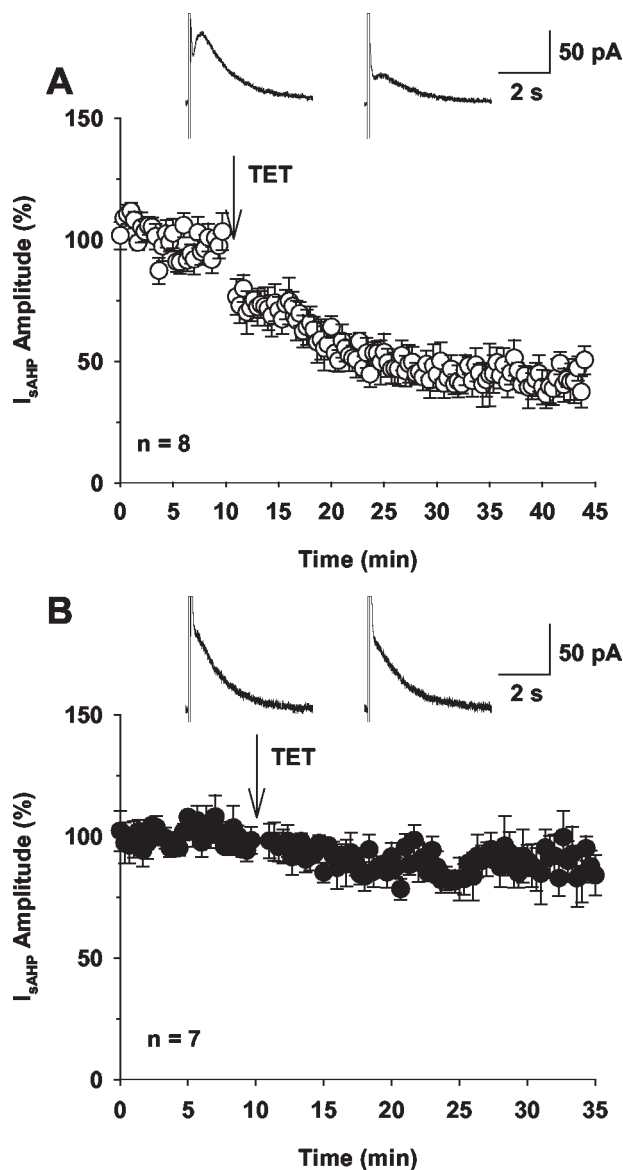 A
50 pA
2 s
150
TET
100
50
0
I_sAHP Amplitude (%)
n = 8
0 5 10 15 20 25 30 35 40 45
Time (min)
B
50 pA
2 s
150
TET
100
50
0
I_sAHP Amplitude (%)
n = 7
0 5 10 15 20 25 30 35
Time (min)